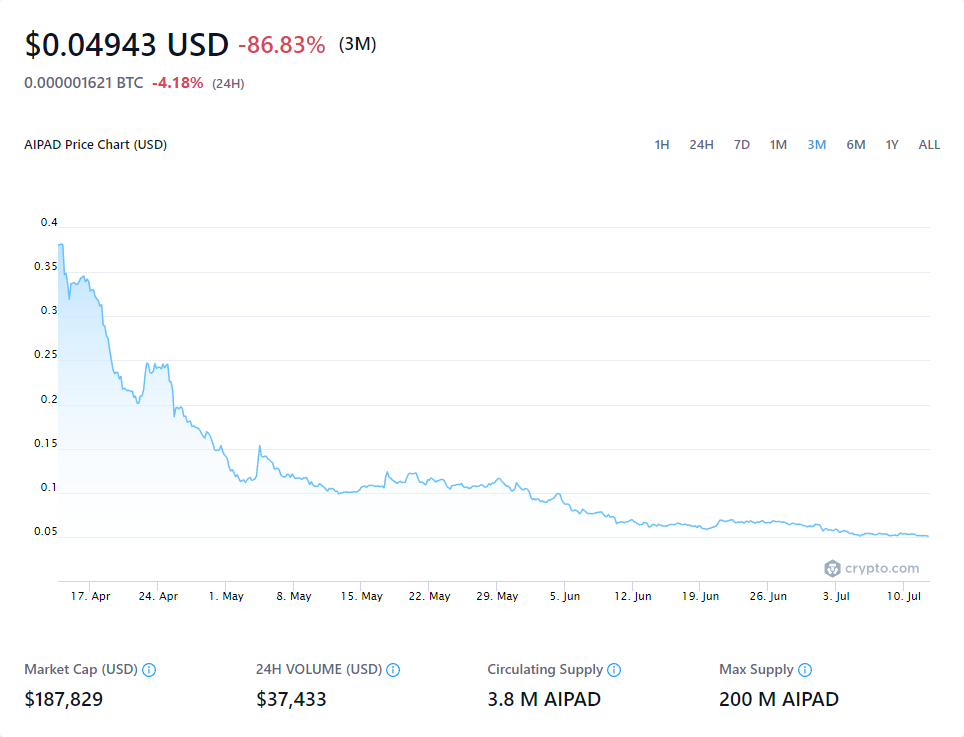 $0.04943 USD -86.83% (3M)
0.000001621 BTC -4.18% (24H)
AIPAD Price Chart (USD) 1H 24H 7D 1M 3M 6M 1Y ALL
0.4
0.35
0.3
0.25
0.2
0.15
0.1
0.05
crypto.com
17. Apr 24. Apr 1. May 8. May 15. May 22. May 29. May 5. Jun 12. Jun 19. Jun 26. Jun 3. Jul 10. Jul
Market Cap (USD) 24H VOLUME (USD) Circulating Supply Max Supply
$187,829 $37,433 3.8 M AIPAD 200 M AIPAD